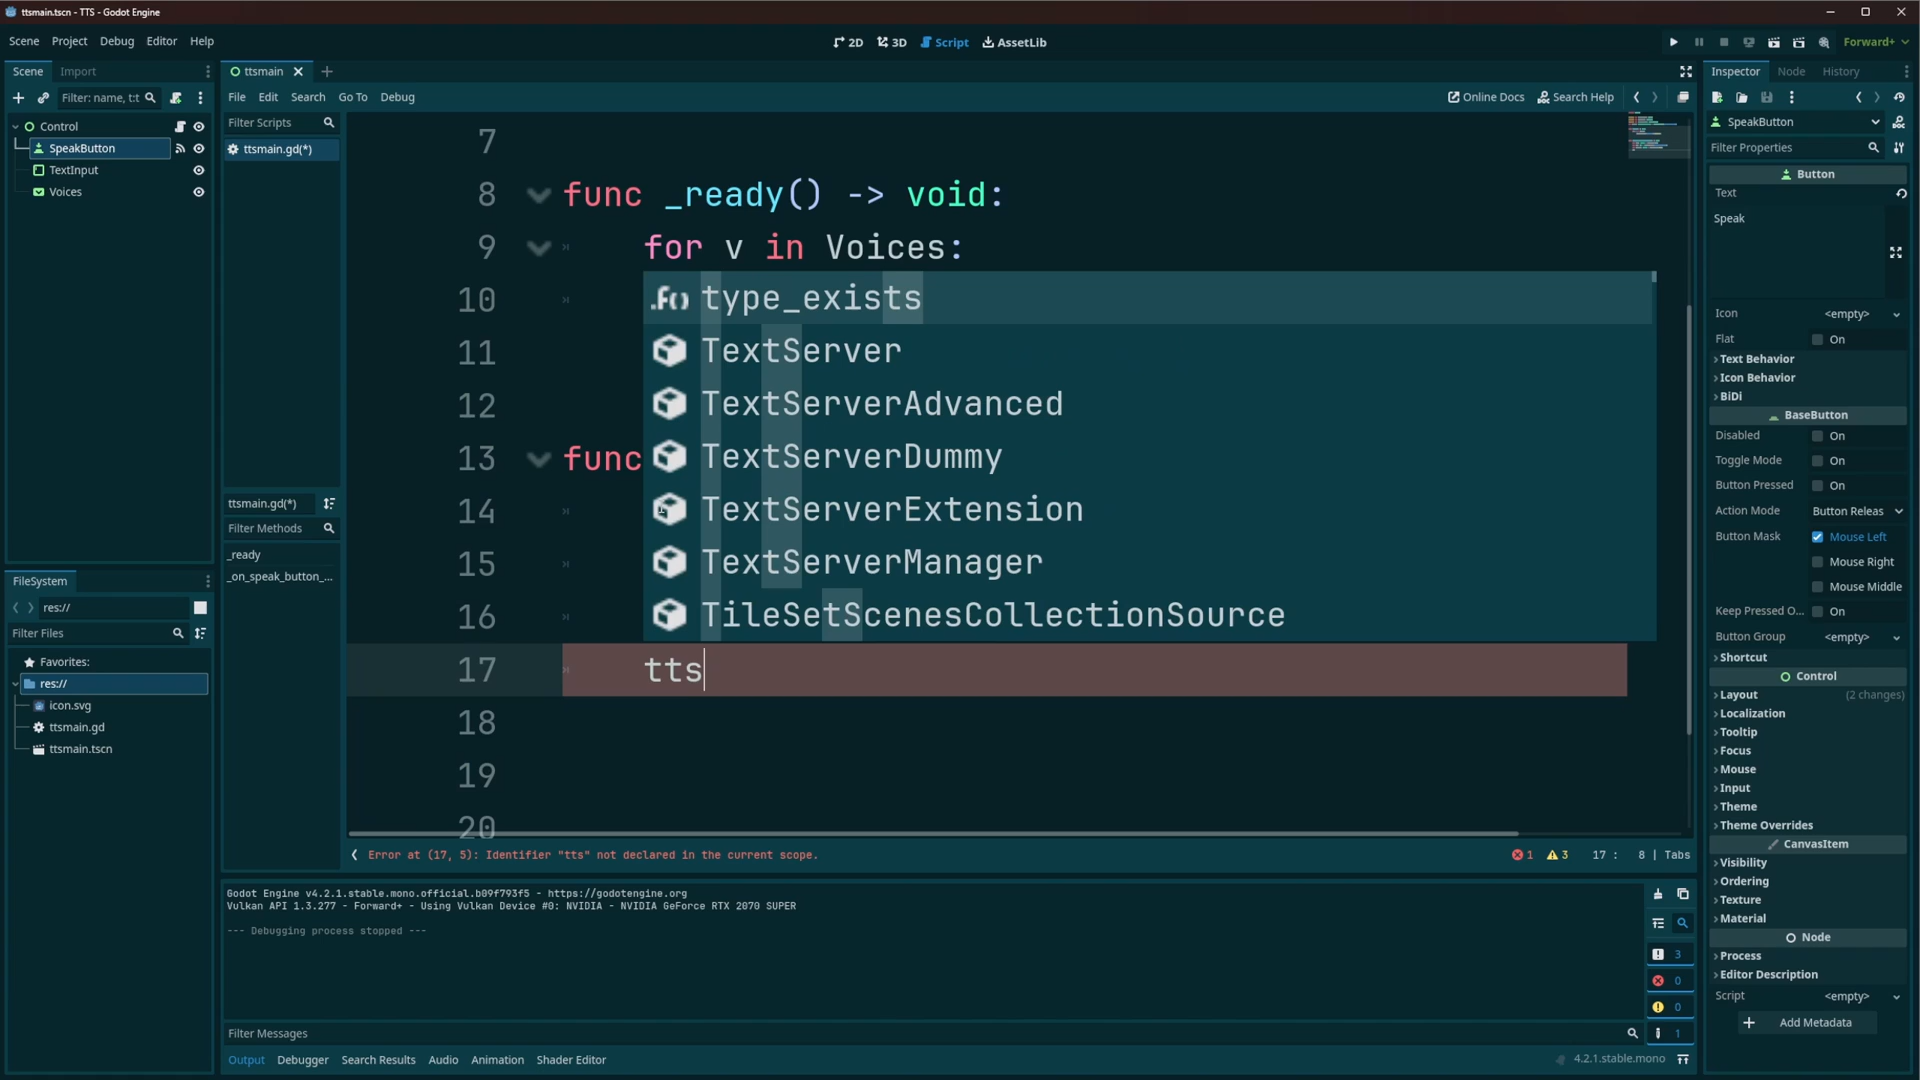 ttsmain.tscn - TTS - Godot Engine
Scene Project Debug Editor Help
2D 3D Script AssetLib
Forward+
Scene Import
Filter: name, t:t
Control
SpeakButton
TextInput
Voices
FileSystem
res://
Filter Files
Favorites:
res://
icon.svg
ttsmain.gd
ttsmain.tscn
ttsmain
File Edit Search Go To Debug
Online Docs Search Help
Filter Scripts
ttsmain.gd(*)
ttsmain.gd(*)
Filter Methods
_ready
_on_speak_button_...
7
8 func _ready() -> void:
9 for v in Voices:
10 type_exists
11 TextServer
12 TextServerAdvanced
13 func TextServerDummy
14 TextServerExtension
15 TextServerManager
16 TileSetScenesCollectionSource
17 tts
18
19
20
Error at (17, 5): Identifier "tts" not declared in the current scope.
1 3 17 : 8 | Tabs
Godot Engine v4.2.1.stable.mono.official.b09f793f5 - https://godotengine.org
Vulkan API 1.3.277 - Forward+ - Using Vulkan Device #0: NVIDIA - NVIDIA GeForce RTX 2070 SUPER
--- Debugging process stopped ---
3
0
0
1
Filter Messages
Output Debugger Search Results Audio Animation Shader Editor
4.2.1.stable.mono
Inspector Node History
SpeakButton
Filter Properties
Button
Text
Speak
Icon <empty>
Flat On
Text Behavior
Icon Behavior
BiDi
BaseButton
Disabled On
Toggle Mode On
Button Pressed On
Action Mode Button Releas
Button Mask Mouse Left
Mouse Right
Mouse Middle
Keep Pressed O... On
Button Group <empty>
Shortcut
Control
Layout (2 changes)
Localization
Tooltip
Focus
Mouse
Input
Theme
Theme Overrides
CanvasItem
Visibility
Ordering
Texture
Material
Node
Process
Editor Description
Script <empty>
Add Metadata